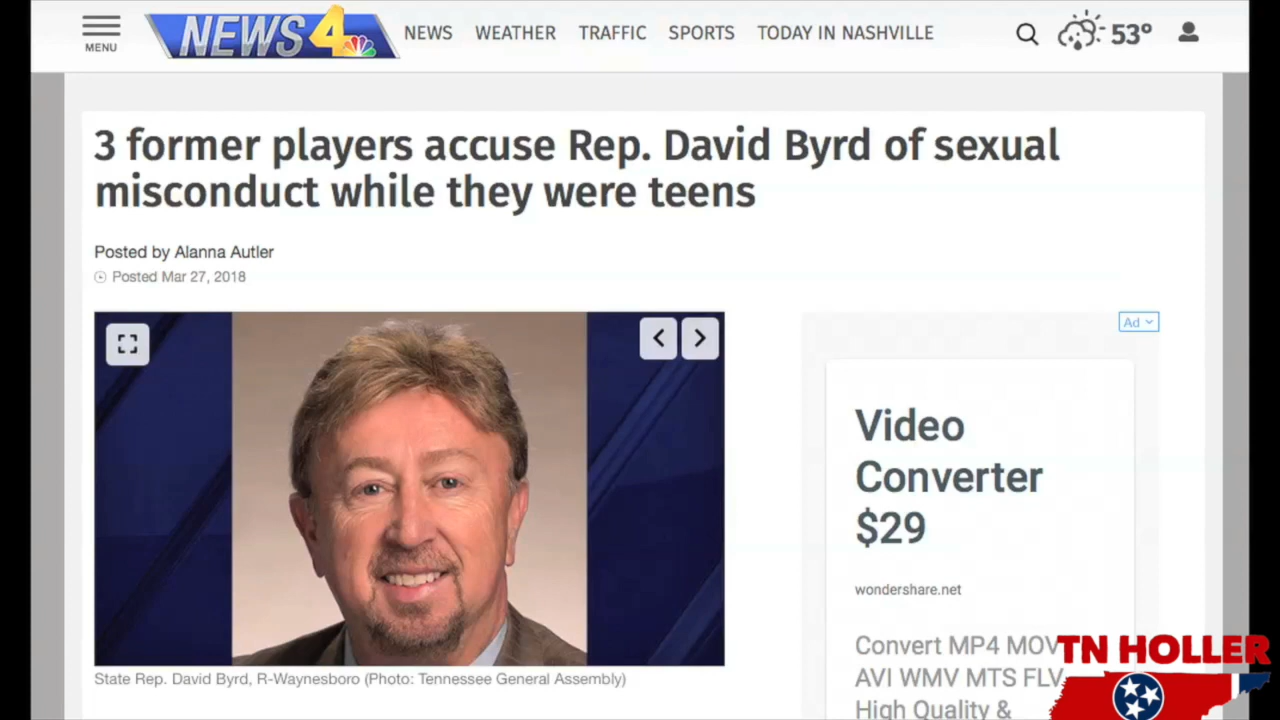 MENU
NEWS 4
NEWS WEATHER TRAFFIC SPORTS TODAY IN NASHVILLE
53°
3 former players accuse Rep. David Byrd of sexual
misconduct while they were teens
Posted by Alanna Autler
Posted Mar 27, 2018
Ad
Video
Converter
$29
wondershare.net
Convert MP4 MOV
AVI WMV MTS FLV
High Quality &
State Rep. David Byrd, R-Waynesboro (Photo: Tennessee General Assembly)
TN HOLLER